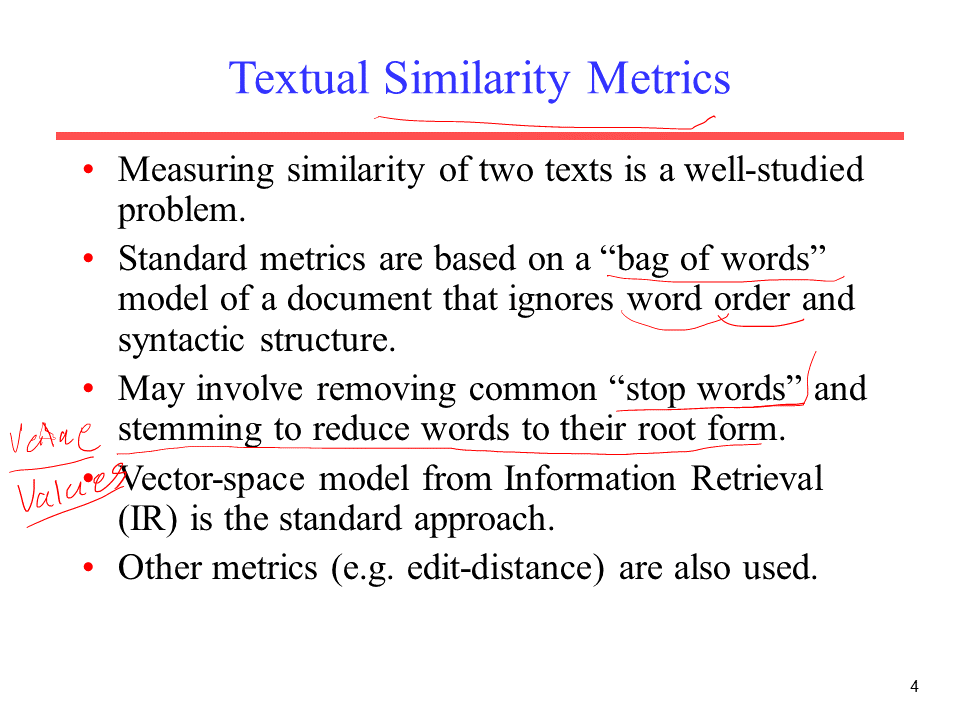 Textual Similarity Metrics
• Measuring similarity of two texts is a well-studied
problem.
• Standard metrics are based on a “bag of words”
model of a document that ignores word order and
syntactic structure.
• May involve removing common “stop words” and
stemming to reduce words to their root form.
Values
• Vector-space model from Information Retrieval
(IR) is the standard approach.
• Other metrics (e.g. edit-distance) are also used.
4